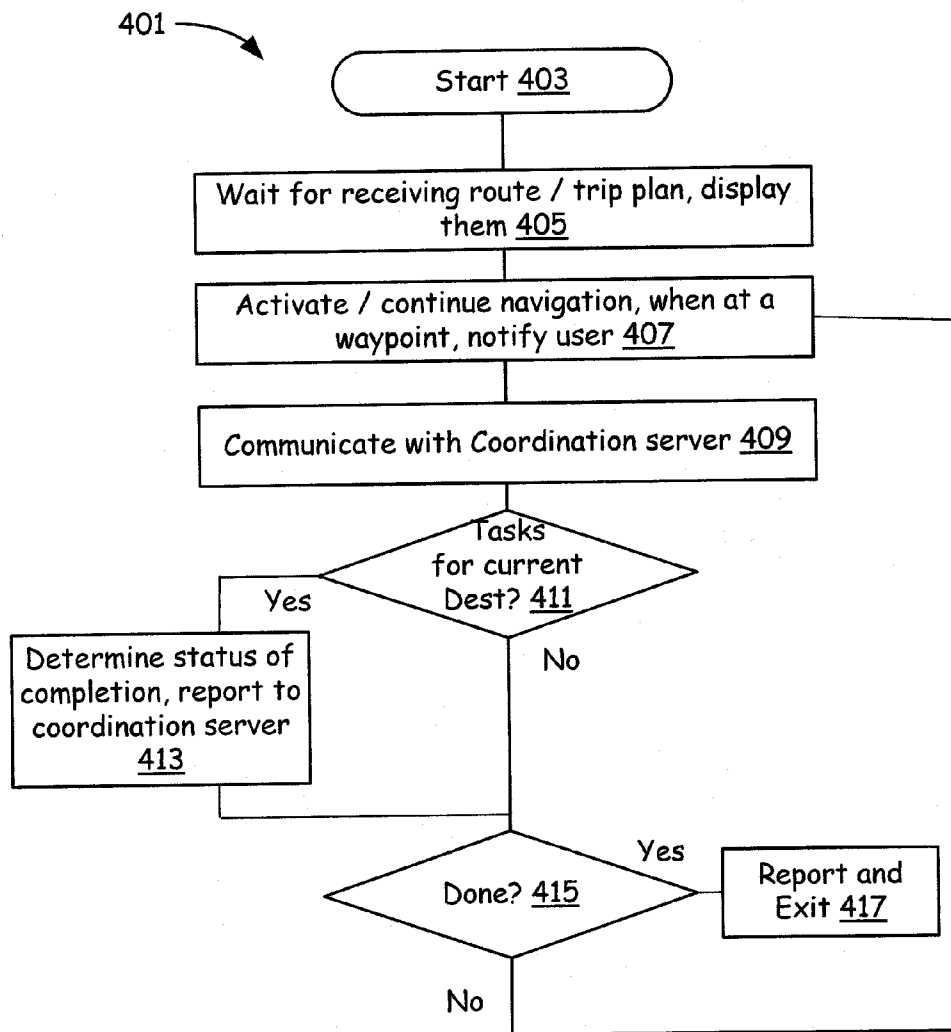 401
Start 403
Wait for receiving route / trip plan, display
them 405
Activate / continue navigation, when at a
waypoint, notify user 407
Communicate with Coordination server 409
Tasks
for current
Dest? 411
Yes
No
Determine status of
completion, report to
coordination server
413
Done? 415
Yes
Report and
Exit 417
No